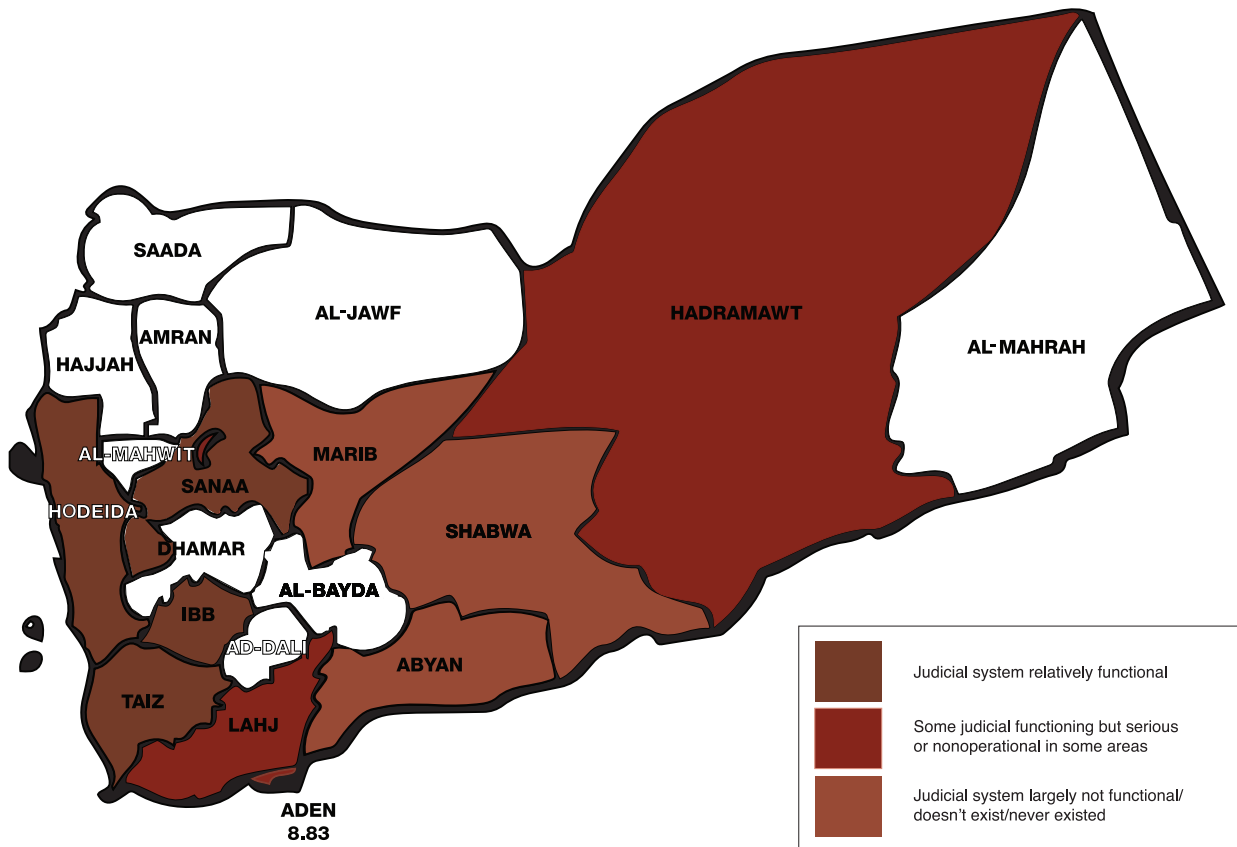 SAADA
AL-JAWF
HADRAMAWT
AMRAN
AL-MAHRAH
HAJJAH
AL-MAHWIT
MARIB
SANAA
HODEIDA
SHABWA
DHAMAR
AL-BAYDA
IBB
AD-DALI
ABYAN
TAIZ
LAHJ
ADEN
8.83
Judicial system relatively functional
Some judicial functioning but serious
or nonoperational in some areas
Judicial system largely not functional/
doesn't exist/never existed